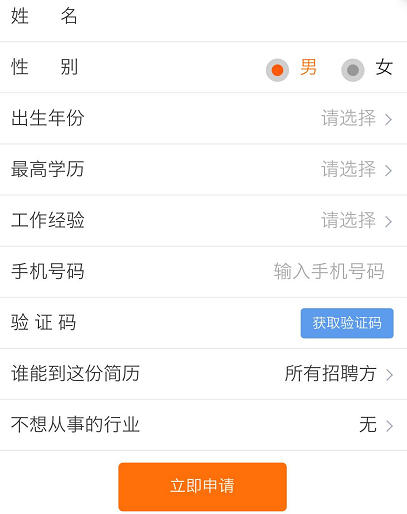 姓 名
性 别 男 女
出生年份 请选择
最高学历 请选择
工作经验 请选择
手机号码 输入手机号码
验 证 码 获取验证码
谁能到这份简历 所有招聘方
不想从事的行业 无
立即申请